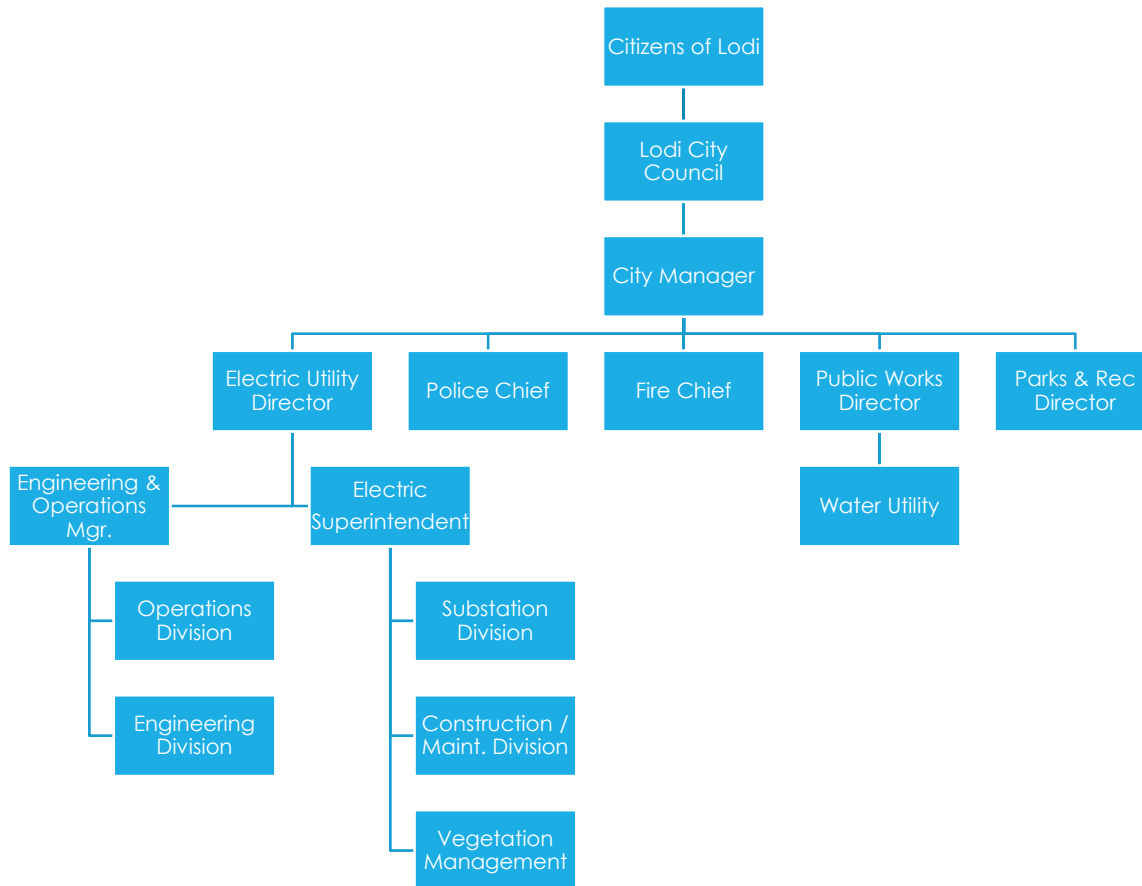 Citizens of Lodi
Lodi City
Council
City Manager
Electric Utility
Director
Police Chief
Fire Chief
Public Works
Director
Parks & Rec
Director
Engineering &
Operations
Mgr.
Electric
Superintendent
Water Utility
Operations
Division
Substation
Division
Engineering
Division
Construction /
Maint. Division
Vegetation
Management